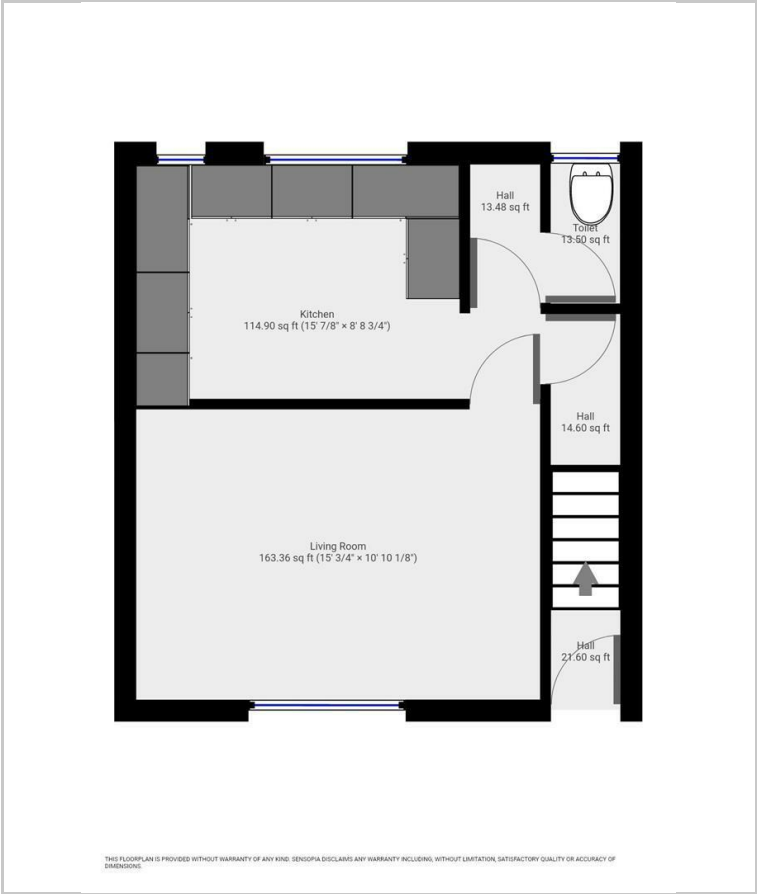 Hall
13.48 sq ft
Toilet
13.50 sq ft
Kitchen
114.90 sq ft (15' 7/8" × 8' 8 3/4")
Hall
14.60 sq ft
Living Room
163.36 sq ft (15' 3/4" × 10' 10 1/8")
Hall
21.60 sq ft
THIS FLOORPLAN IS PROVIDED WITHOUT WARRANTY OF ANY KIND. SENSOPIA DISCLAIMS ANY WARRANTY INCLUDING, WITHOUT LIMITATION, SATISFACTORY QUALITY OR ACCURACY OF
DIMENSIONS.